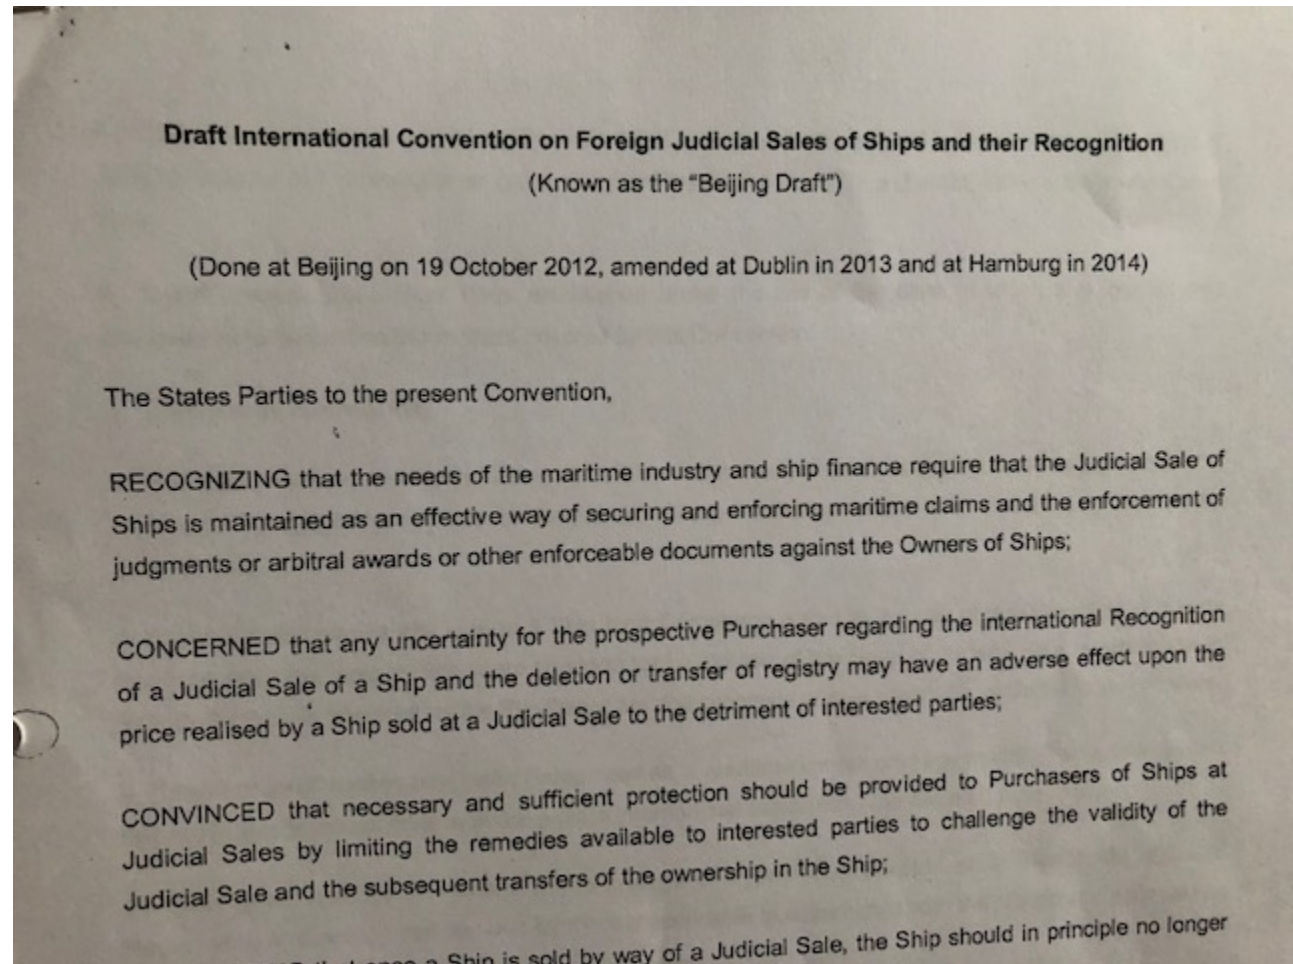 Draft International Convention on Foreign Judicial Sales of Ships and their Recognition
(Known as the “Beijing Draft”)
(Done at Beijing on 19 October 2012, amended at Dublin in 2013 and at Hamburg in 2014)
The States Parties to the present Convention,
RECOGNIZING that the needs of the maritime industry and ship finance require that the Judicial Sale of
Ships is maintained as an effective way of securing and enforcing maritime claims and the enforcement of
judgments or arbitral awards or other enforceable documents against the Owners of Ships;
CONCERNED that any uncertainty for the prospective Purchaser regarding the international Recognition
of a Judicial Sale of a Ship and the deletion or transfer of registry may have an adverse effect upon the
price realised by a Ship sold at a Judicial Sale to the detriment of interested parties;
CONVINCED that necessary and sufficient protection should be provided to Purchasers of Ships at
Judicial Sales by limiting the remedies available to interested parties to challenge the validity of the
Judicial Sale and the subsequent transfers of the ownership in the Ship;
a Ship is sold by way of a Judicial Sale, the Ship should in principle no longer